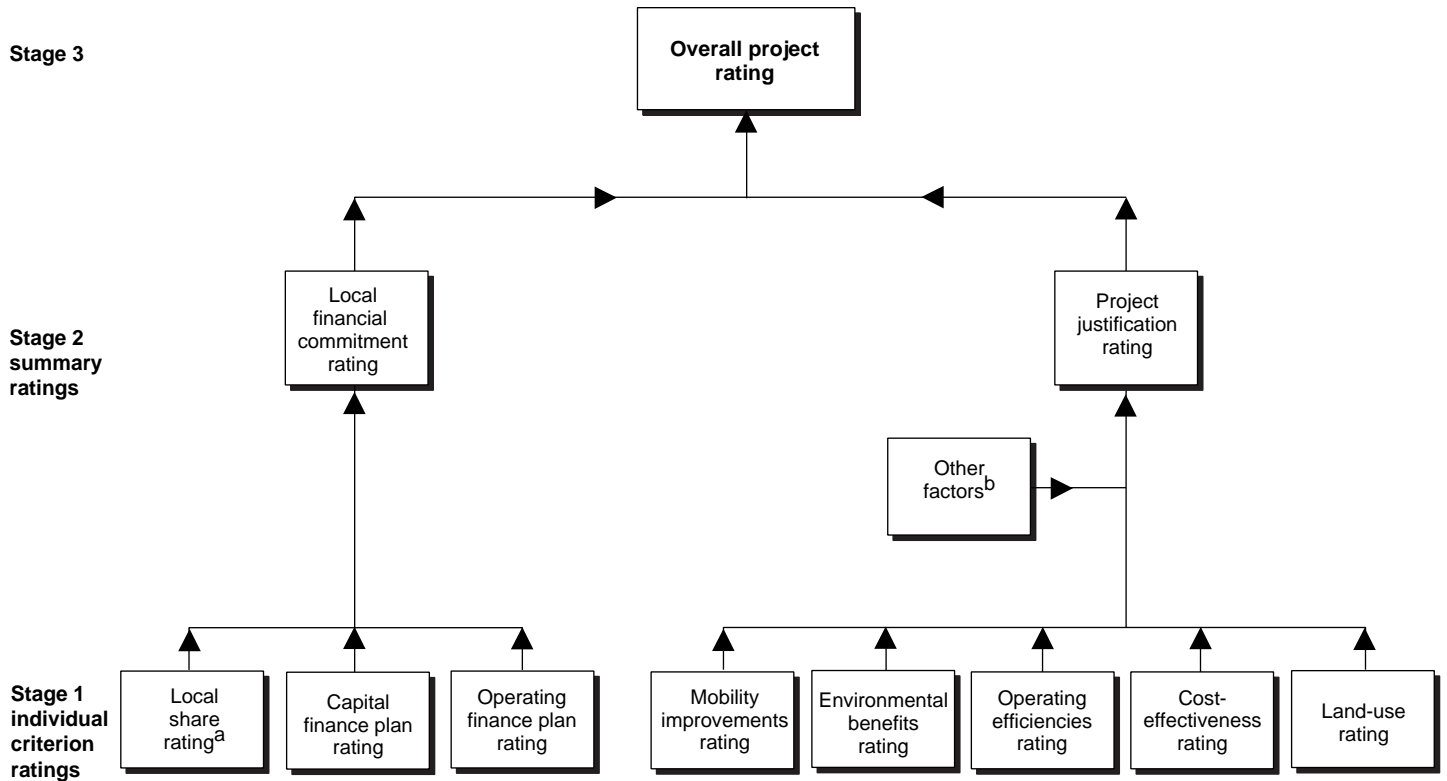 Stage 3
Overall project
rating
Stage 2
summary
ratings
Local
financial
commitment
rating
Project
justification
rating
Other
factorsb
Stage 1
individual
criterion
ratings
Local
share
ratinga
Capital
finance plan
rating
Operating
finance plan
rating
Mobility
improvements
rating
Environmental
benefits
rating
Operating
efficiencies
rating
Cost-
effectiveness
rating
Land-use
rating